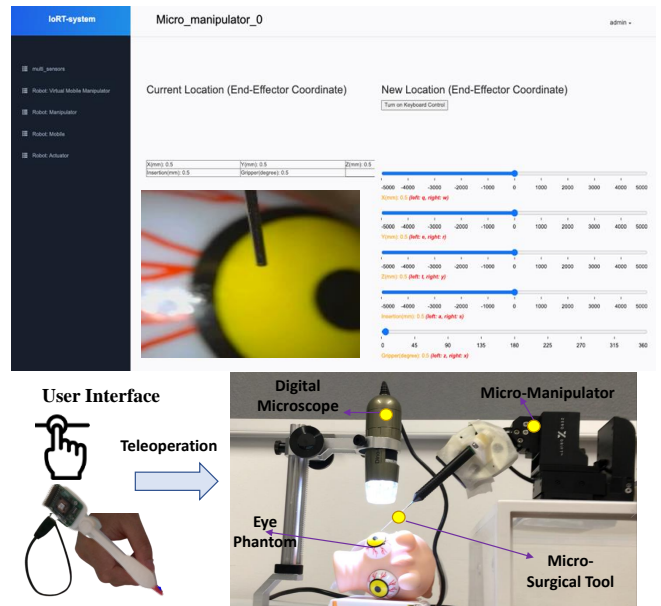 IoRT-system
Micro_manipulator_0
admin
multi_sensors
Robot: Virtual Mobile Manipulator
Robot: Manipulator
Robot: Mobile
Robot: Actuator
Current Location (End-Effector Coordinate)
X(mm): 0.5 Y(mm): 0.5 Z(mm): 0.5
Insertion(mm): 0.5 Gripper(degree): 0.5
New Location (End-Effector Coordinate)
Turn on Keyboard Control
-5000 -4000 -3000 -2000 -1000 0 1000 2000 3000 4000 5000
X(mm): 0.5 (left: q, right: w)
-5000 -4000 -3000 -2000 -1000 0 1000 2000 3000 4000 5000
Y(mm): 0.5 (left: e, right: r)
-5000 -4000 -3000 -2000 -1000 0 1000 2000 3000 4000 5000
Z(mm): 0.5 (left: t, right: y)
-5000 -4000 -3000 -2000 -1000 0 1000 2000 3000 4000 5000
Insertion(mm): 0.5 (left: a, right: s)
0 45 90 135 180 225 270 315 360
Gripper(degree): 0.5 (left: z, right: x)
User Interface
Teleoperation
Digital
Microscope
Micro-Manipulator
Eye
Phantom
Micro-
Surgical Tool